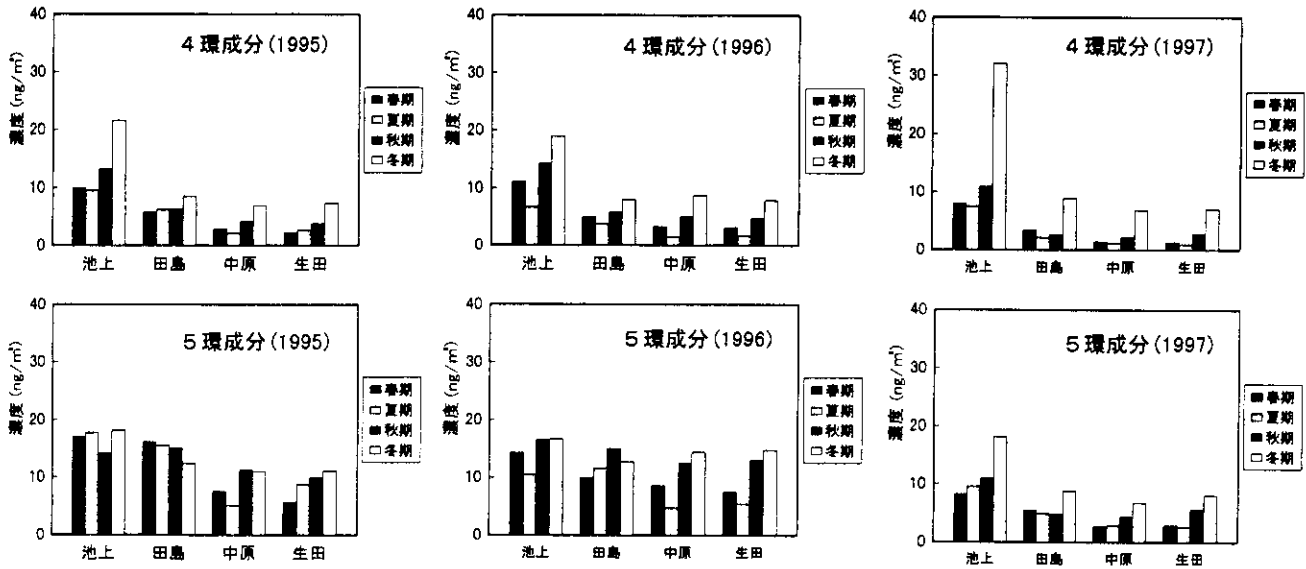 4環成分(1995)
濃度(ng/㎥)
40
30
20
10
0
春期
夏期
秋期
冬期
池上 田島 中原 生田
4環成分(1996)
濃度(ng/㎥)
40
30
20
10
0
春期
夏期
秋期
冬期
池上 田島 中原 生田
4環成分(1997)
濃度(ng/㎥)
40
30
20
10
0
春期
夏期
秋期
冬期
池上 田島 中原 生田
5環成分(1995)
濃度(ng/㎥)
40
30
20
10
0
春期
夏期
秋期
冬期
池上 田島 中原 生田
5環成分(1996)
濃度(ng/㎥)
40
30
20
10
0
春期
夏期
秋期
冬期
池上 田島 中原 生田
5環成分(1997)
濃度(ng/㎥)
40
30
20
10
0
春期
夏期
秋期
冬期
池上 田島 中原 生田